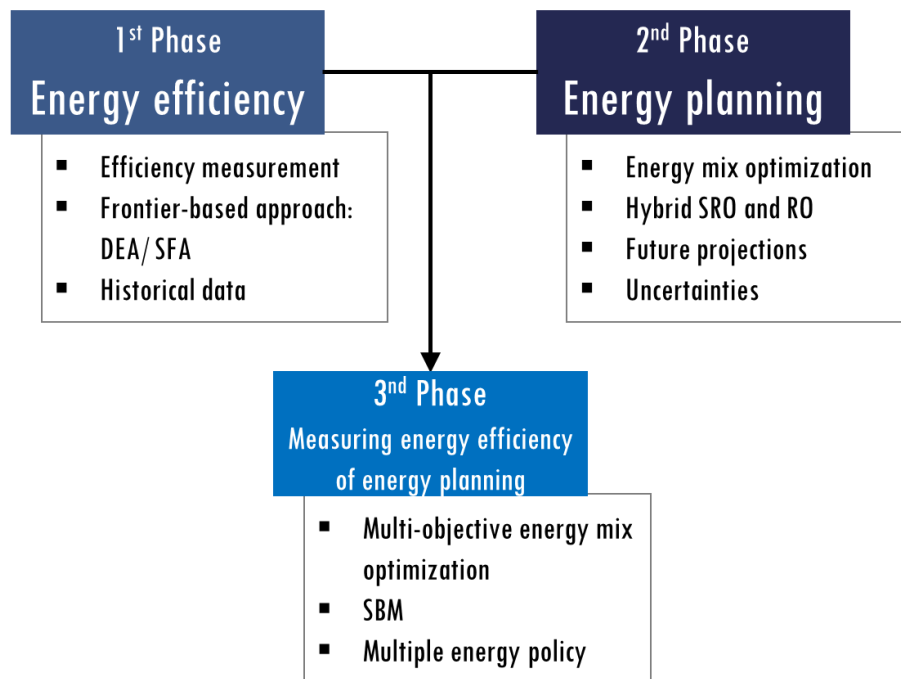 1st Phase
Energy efficiency
▪ Efficiency measurement
▪ Frontier-based approach:
DEA/ SFA
▪ Historical data
2nd Phase
Energy planning
▪ Energy mix optimization
▪ Hybrid SRO and RO
▪ Future projections
▪ Uncertainties
3rd Phase
Measuring energy efficiency
of energy planning
▪ Multi-objective energy mix
optimization
▪ SBM
▪ Multiple energy policy